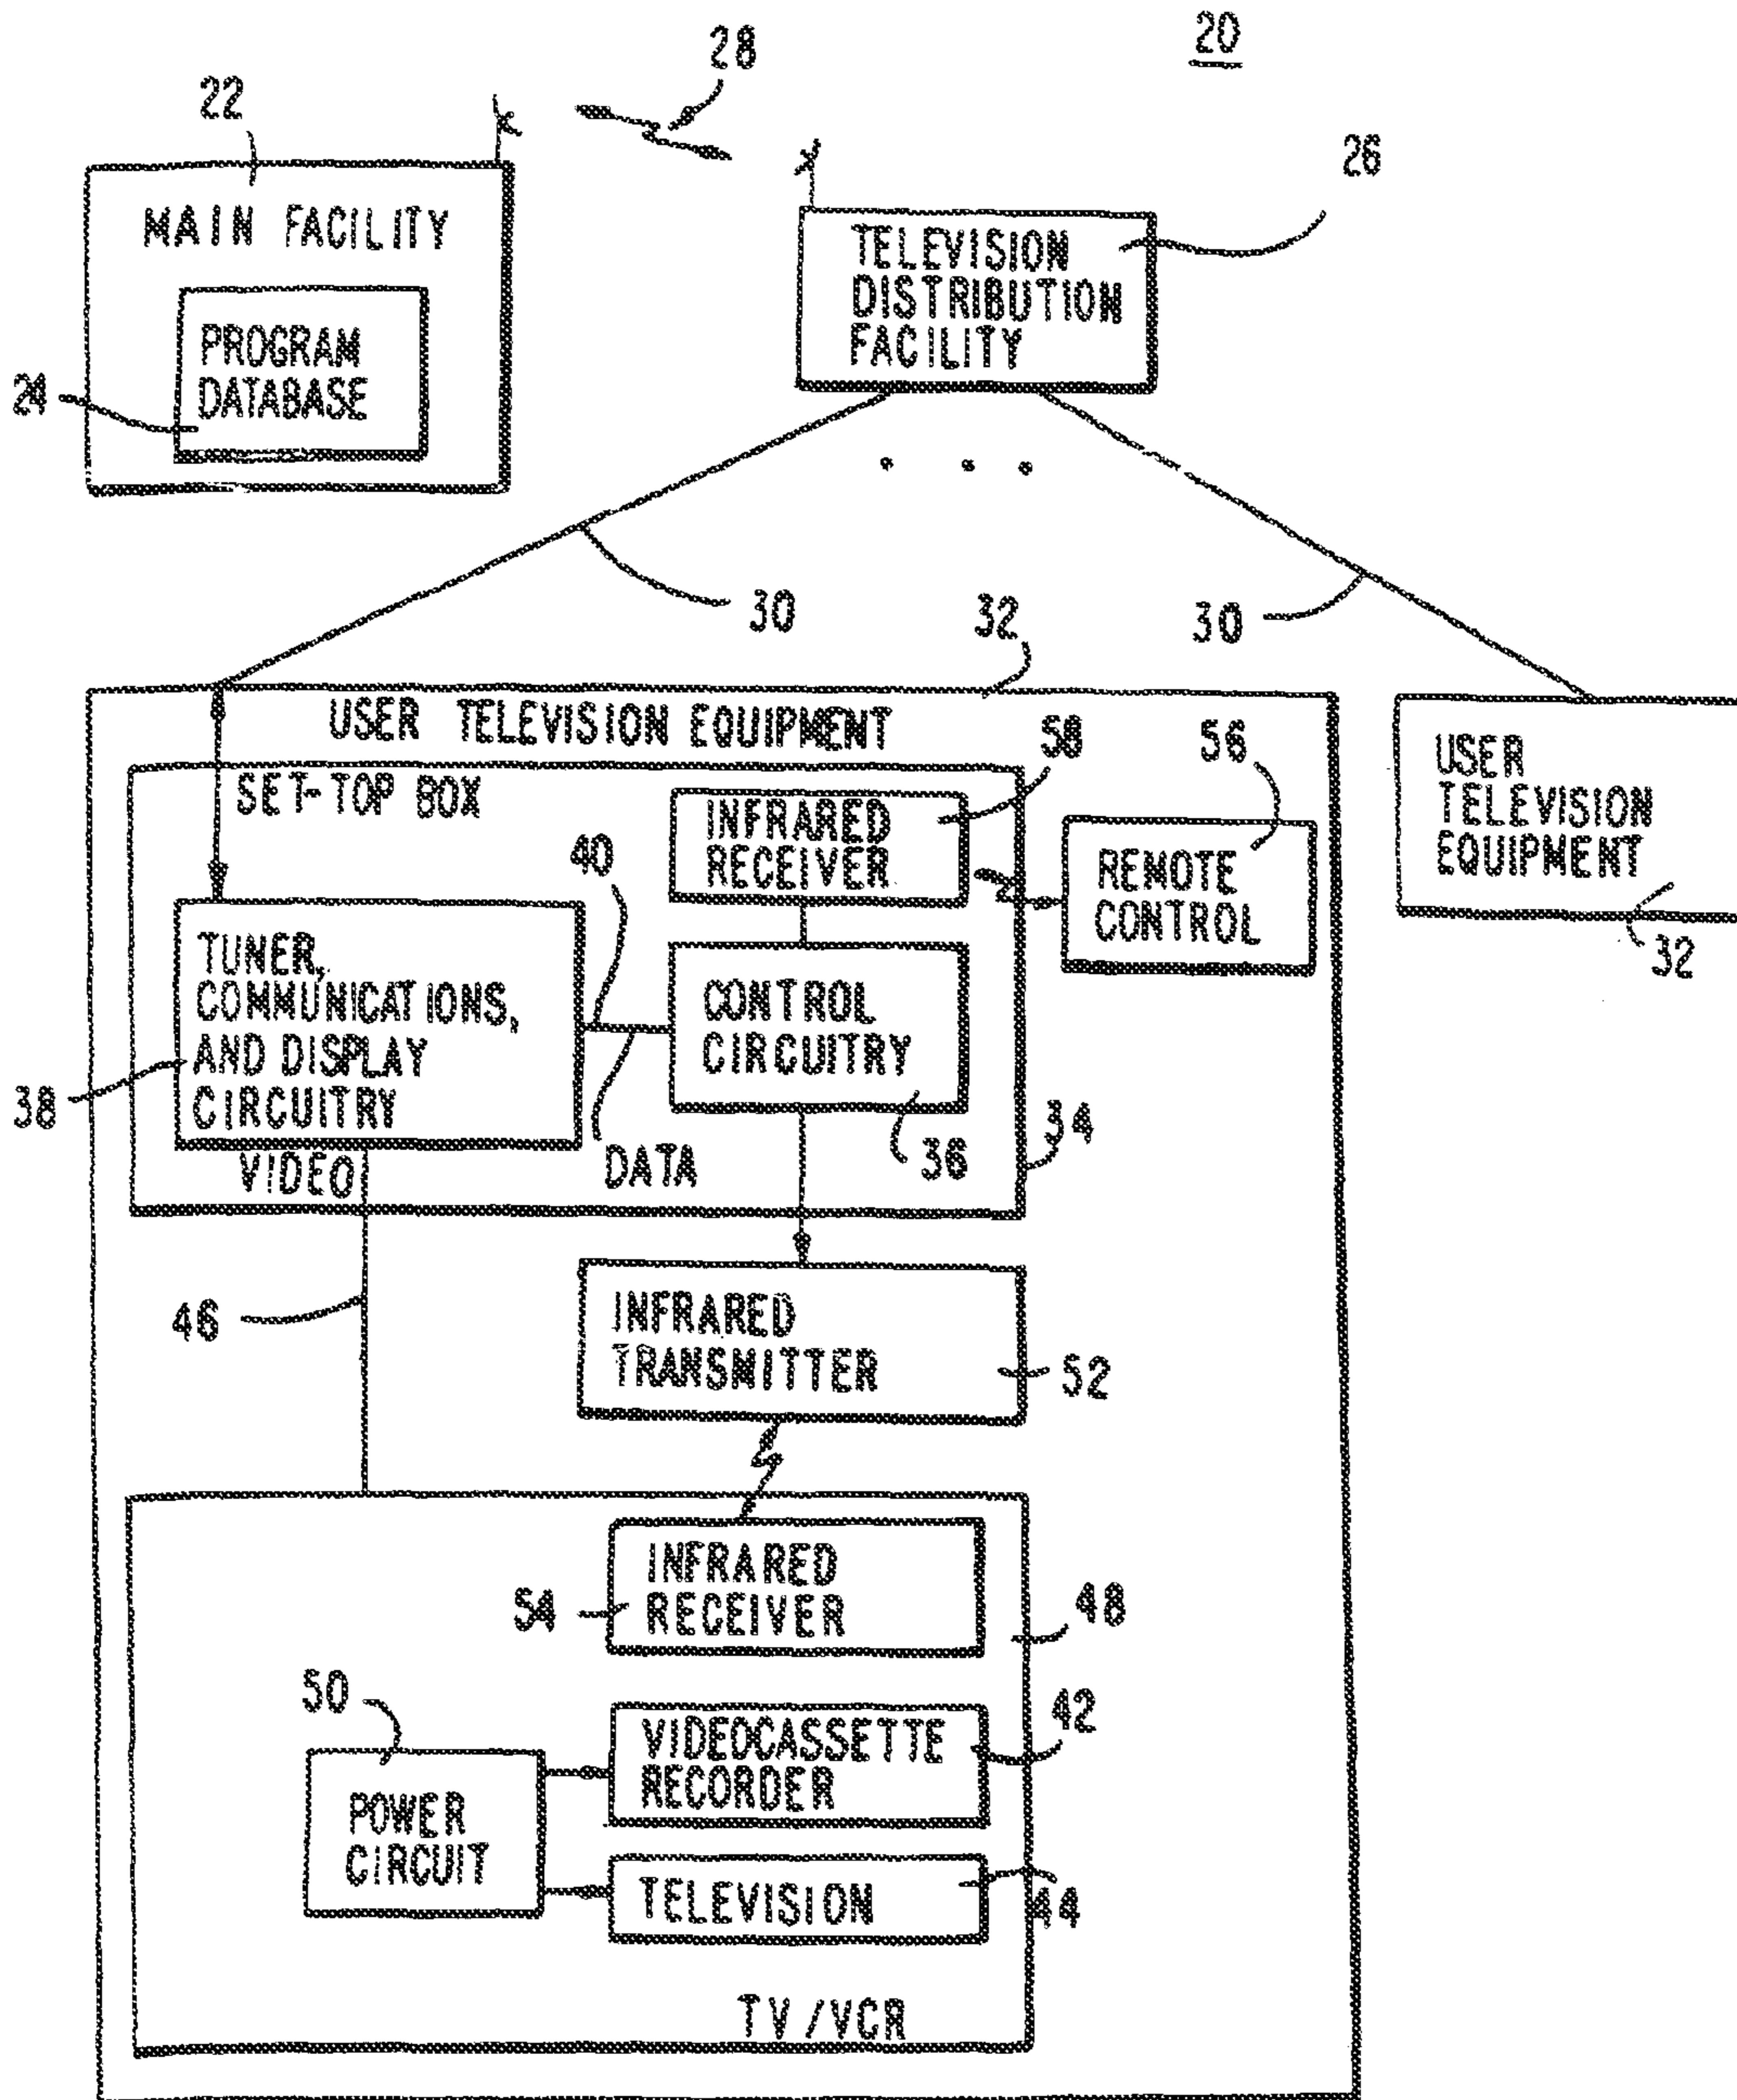 20
28
22
26
MAIN FACILITY
TELEVISION
DISTRIBUTION
FACILITY
PROGRAM
DATABASE
24
30
32
30
USER TELEVISION EQUIPMENT
58
56
SET-TOP BOX
INFRARED
RECEIVER
40
REMOTE
CONTROL
USER
TELEVISION
EQUIPMENT
32
TUNER,
COMMUNICATIONS,
AND DISPLAY
CIRCUITRY
38
CONTROL
CIRCUITRY
36
34
VIDEO
DATA
46
INFRARED
TRANSMITTER
52
INFRARED
RECEIVER
54
48
50
VIDEOCASSETTE
RECORDER
42
POWER
CIRCUIT
TELEVISION
44
TV/VCR